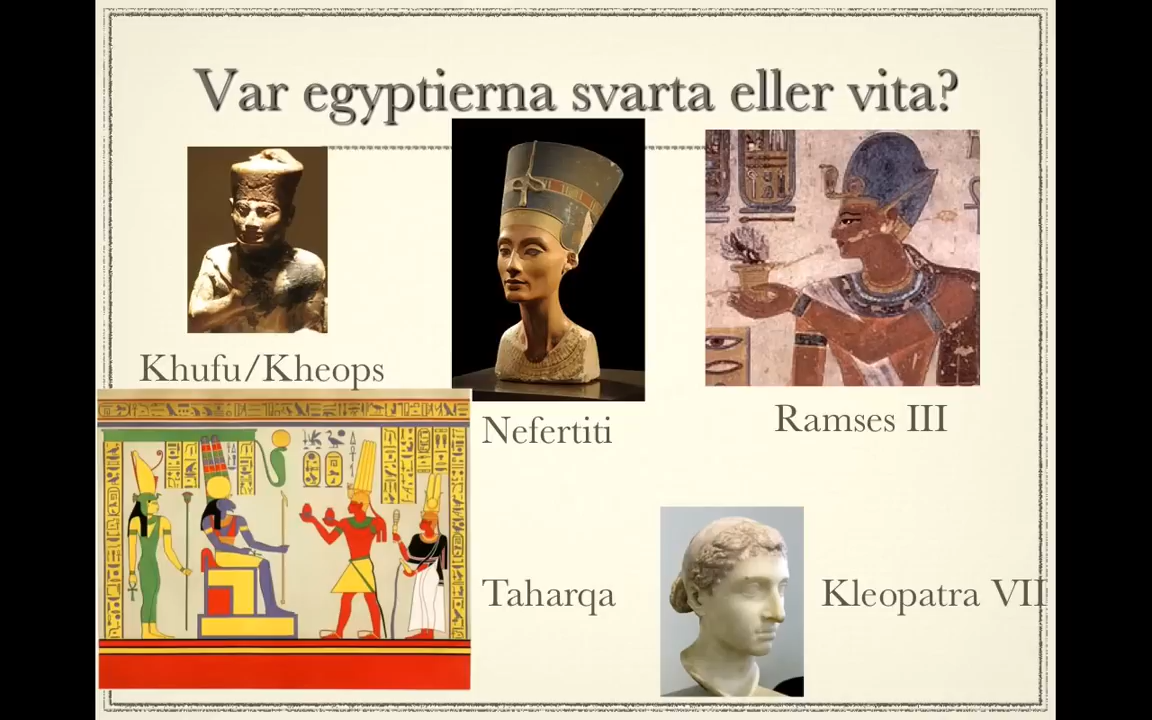 Var egyptierna svarta eller vita?
Khufu/Kheops
Nefertiti
Ramses III
Taharqa
Kleopatra VII